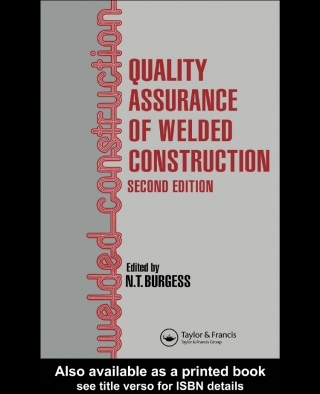 welded construction
QUALITY
ASSURANCE
OF WELDED
CONSTRUCTION
SECOND EDITION
Edited by
N.T. BURGESS
Taylor & Francis
Taylor & Francis Group
Also available as a printed book
see title verso for ISBN details